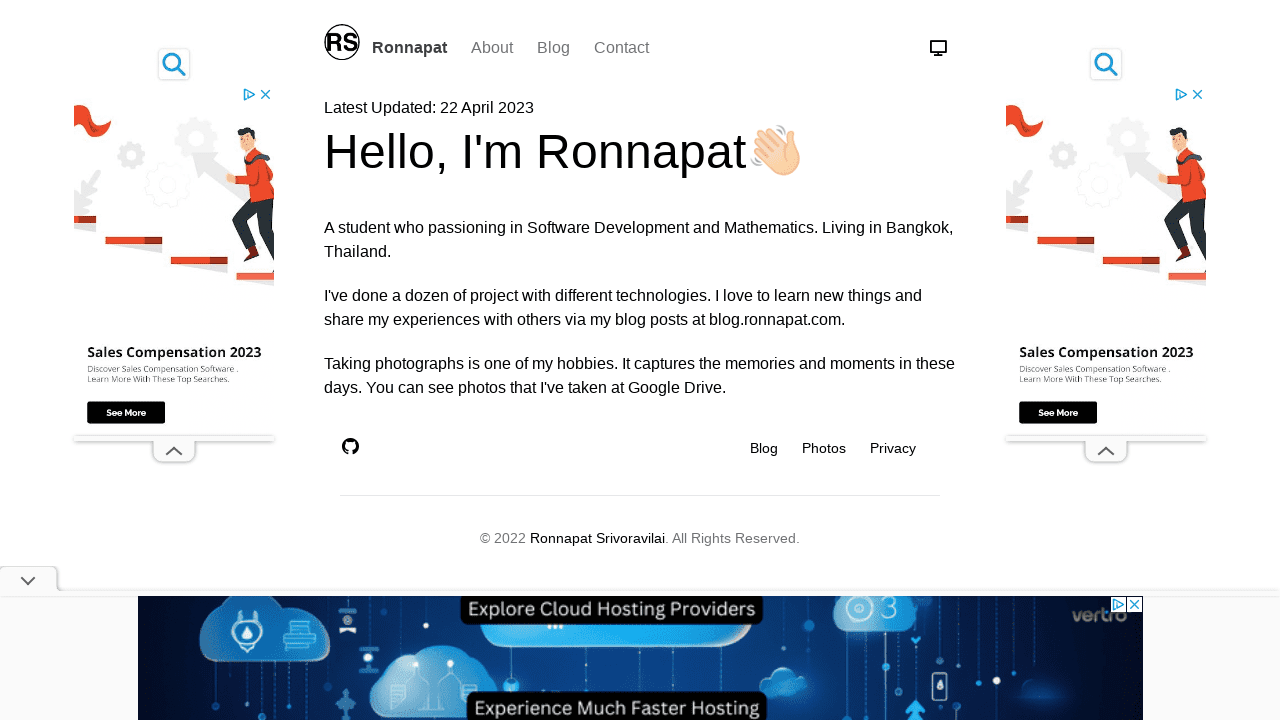 RS
Ronnapat About Blog Contact
Latest Updated: 22 April 2023
Hello, I'm Ronnapat
A student who passioning in Software Development and Mathematics. Living in Bangkok,
Thailand.
I've done a dozen of project with different technologies. I love to learn new things and
share my experiences with others via my blog posts at blog.ronnapat.com.
Taking photographs is one of my hobbies. It captures the memories and moments in these
days. You can see photos that I've taken at Google Drive.
Blog Photos Privacy
© 2022 Ronnapat Srivoravilai. All Rights Reserved.
Sales Compensation 2023
Discover Sales Compensation Software .
Learn More With These Top Searches.
See More
Sales Compensation 2023
Discover Sales Compensation Software .
Learn More With These Top Searches.
See More
Explore Cloud Hosting Providers
vertro
Experience Much Faster Hosting